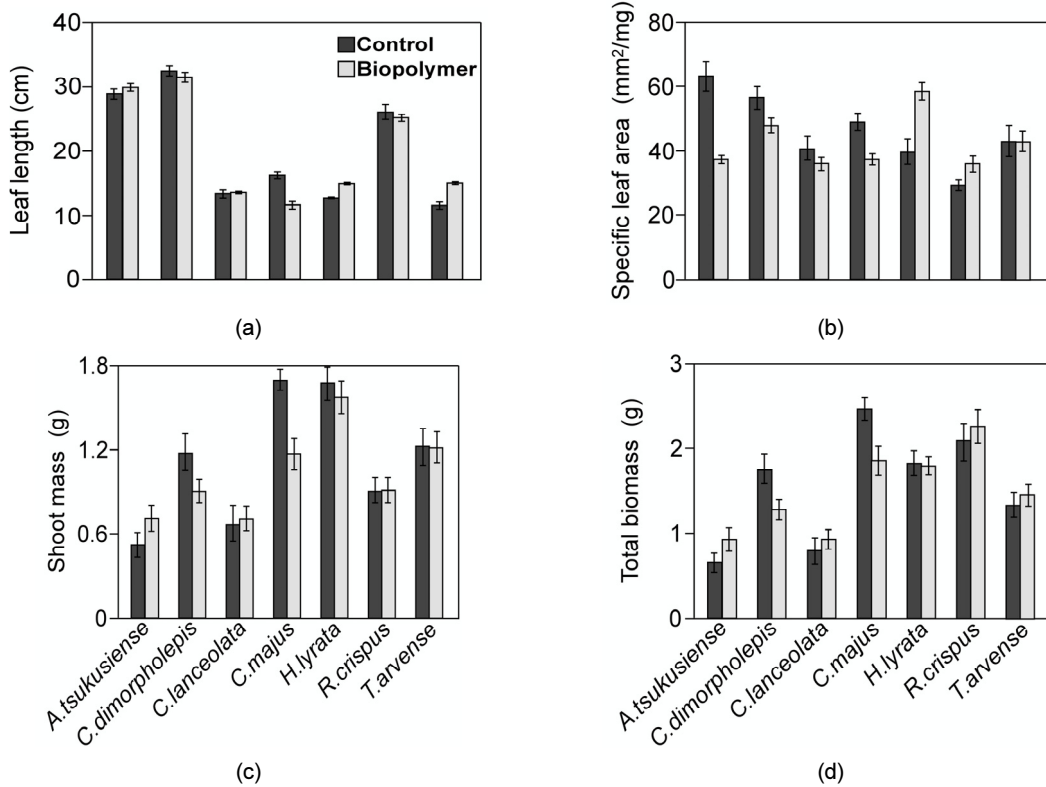 40
30
20
10
0
Leaf length (cm)
Control
Biopolymer
(a)
80
60
40
20
0
Specific leaf area (mm²/mg)
(b)
1.8
1.2
0.6
0
Shoot mass (g)
A.tsukusiense
C.dimorpholepis
C.lanceolata
C.majus
H.lyrata
R.crispus
T.arvense
(c)
3
2
1
0
Total biomass (g)
A.tsukusiense
C.dimorpholepis
C.lanceolata
C.majus
H.lyrata
R.crispus
T.arvense
(d)